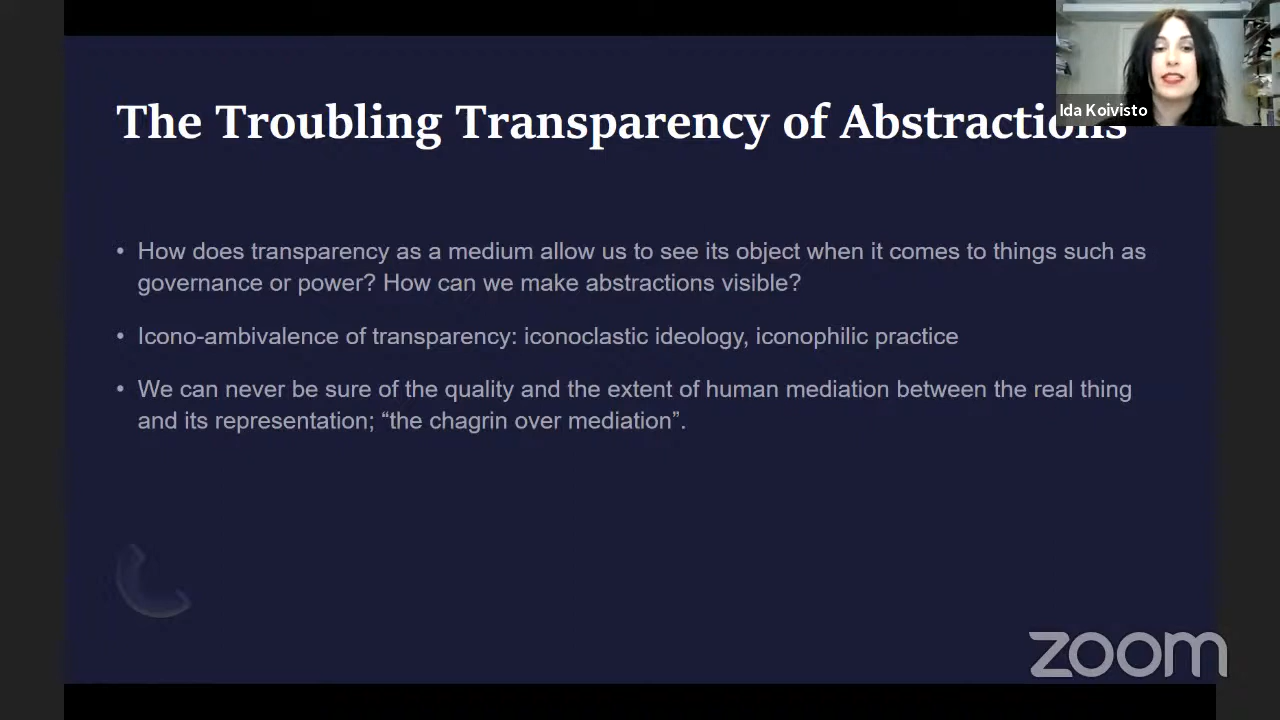 The Troubling Transparency of Abstractions
Ida Koivisto
• How does transparency as a medium allow us to see its object when it comes to things such as
governance or power? How can we make abstractions visible?
• Icono-ambivalence of transparency: iconoclastic ideology, iconophilic practice
• We can never be sure of the quality and the extent of human mediation between the real thing
and its representation; “the chagrin over mediation”.
zoom